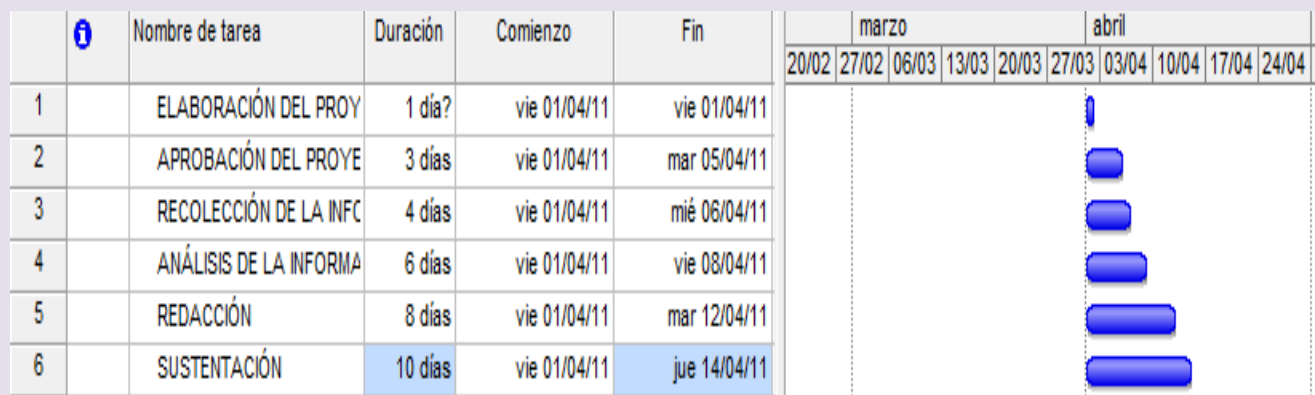 Nombre de tarea Duración Comienzo Fin marzo abril
20/02 27/02 06/03 13/03 20/03 27/03 03/04 10/04 17/04 24/04
1 ELABORACIÓN DEL PROY 1 día? vie 01/04/11 vie 01/04/11
2 APROBACIÓN DEL PROYE 3 días vie 01/04/11 mar 05/04/11
3 RECOLECCIÓN DE LA INFC 4 días vie 01/04/11 mié 06/04/11
4 ANÁLISIS DE LA INFORMA 6 días vie 01/04/11 vie 08/04/11
5 REDACCIÓN 8 días vie 01/04/11 mar 12/04/11
6 SUSTENTACIÓN 10 días vie 01/04/11 jue 14/04/11